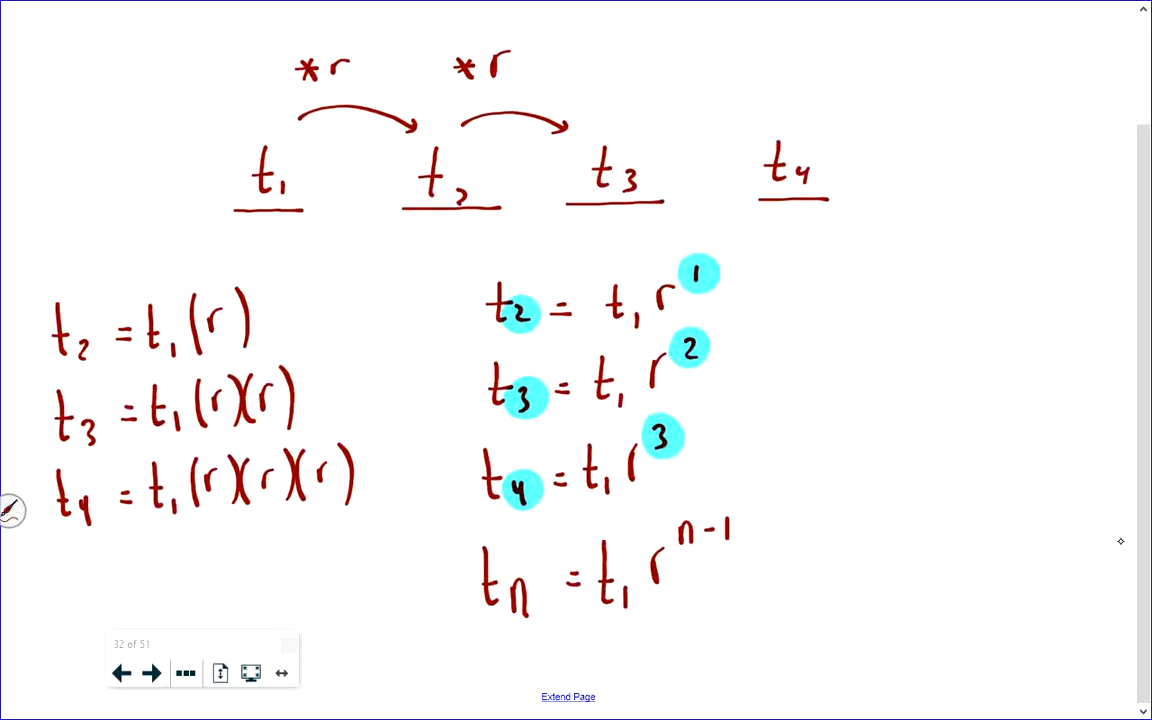 *r *r
t₁ t₂ t₃ t₄
t₂ = t₁(r)
t₃ = t₁(r)(r)
t₄ = t₁(r)(r)(r)
t₂ = t₁ r¹
t₃ = t₁ r²
t₄ = t₁ r³
tₙ = t₁ rⁿ⁻¹
32 of 51
Extend Page